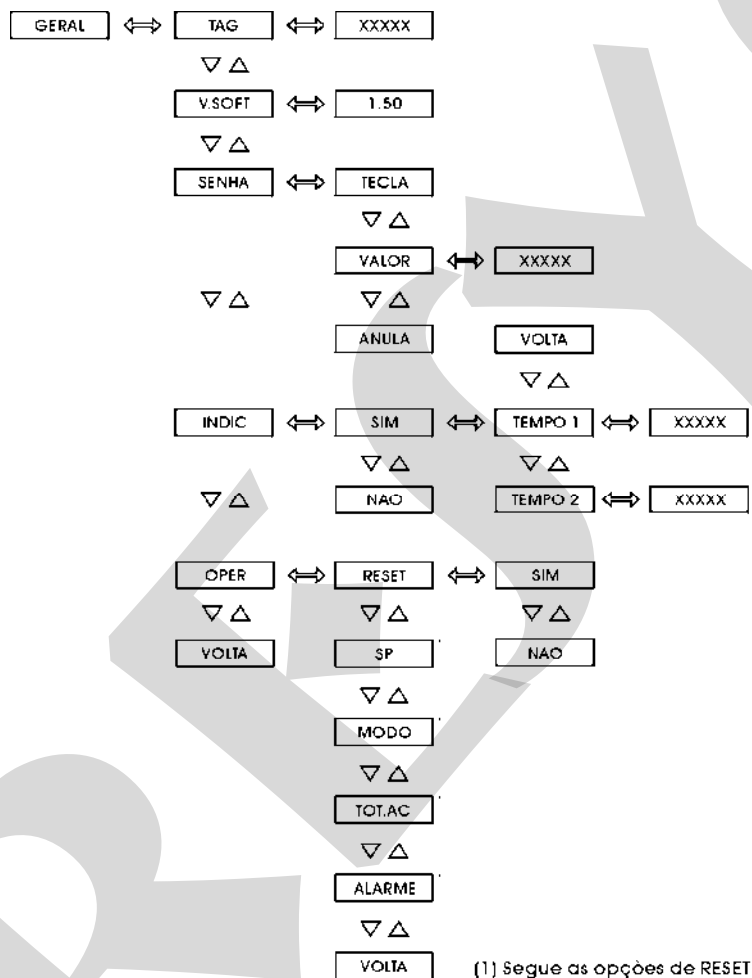 GERAL TAG XXXXX
V.SOFT 1.50
SENHA TECLA
VALOR XXXXX
ANULA VOLTA
INDIC SIM TEMPO 1 XXXXX
NAO TEMPO 2 XXXXX
OPER RESET SIM
VOLTA SP NAO
MODO
TOT.AC
ALARME
VOLTA (1) Segue as opções de RESET